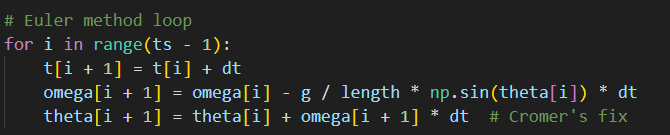 # Euler method loop
for i in range(ts - 1):
    t[i + 1] = t[i] + dt
    omega[i + 1] = omega[i] - g / length * np.sin(theta[i]) * dt
    theta[i + 1] = theta[i] + omega[i + 1] * dt  # Cromer's fix